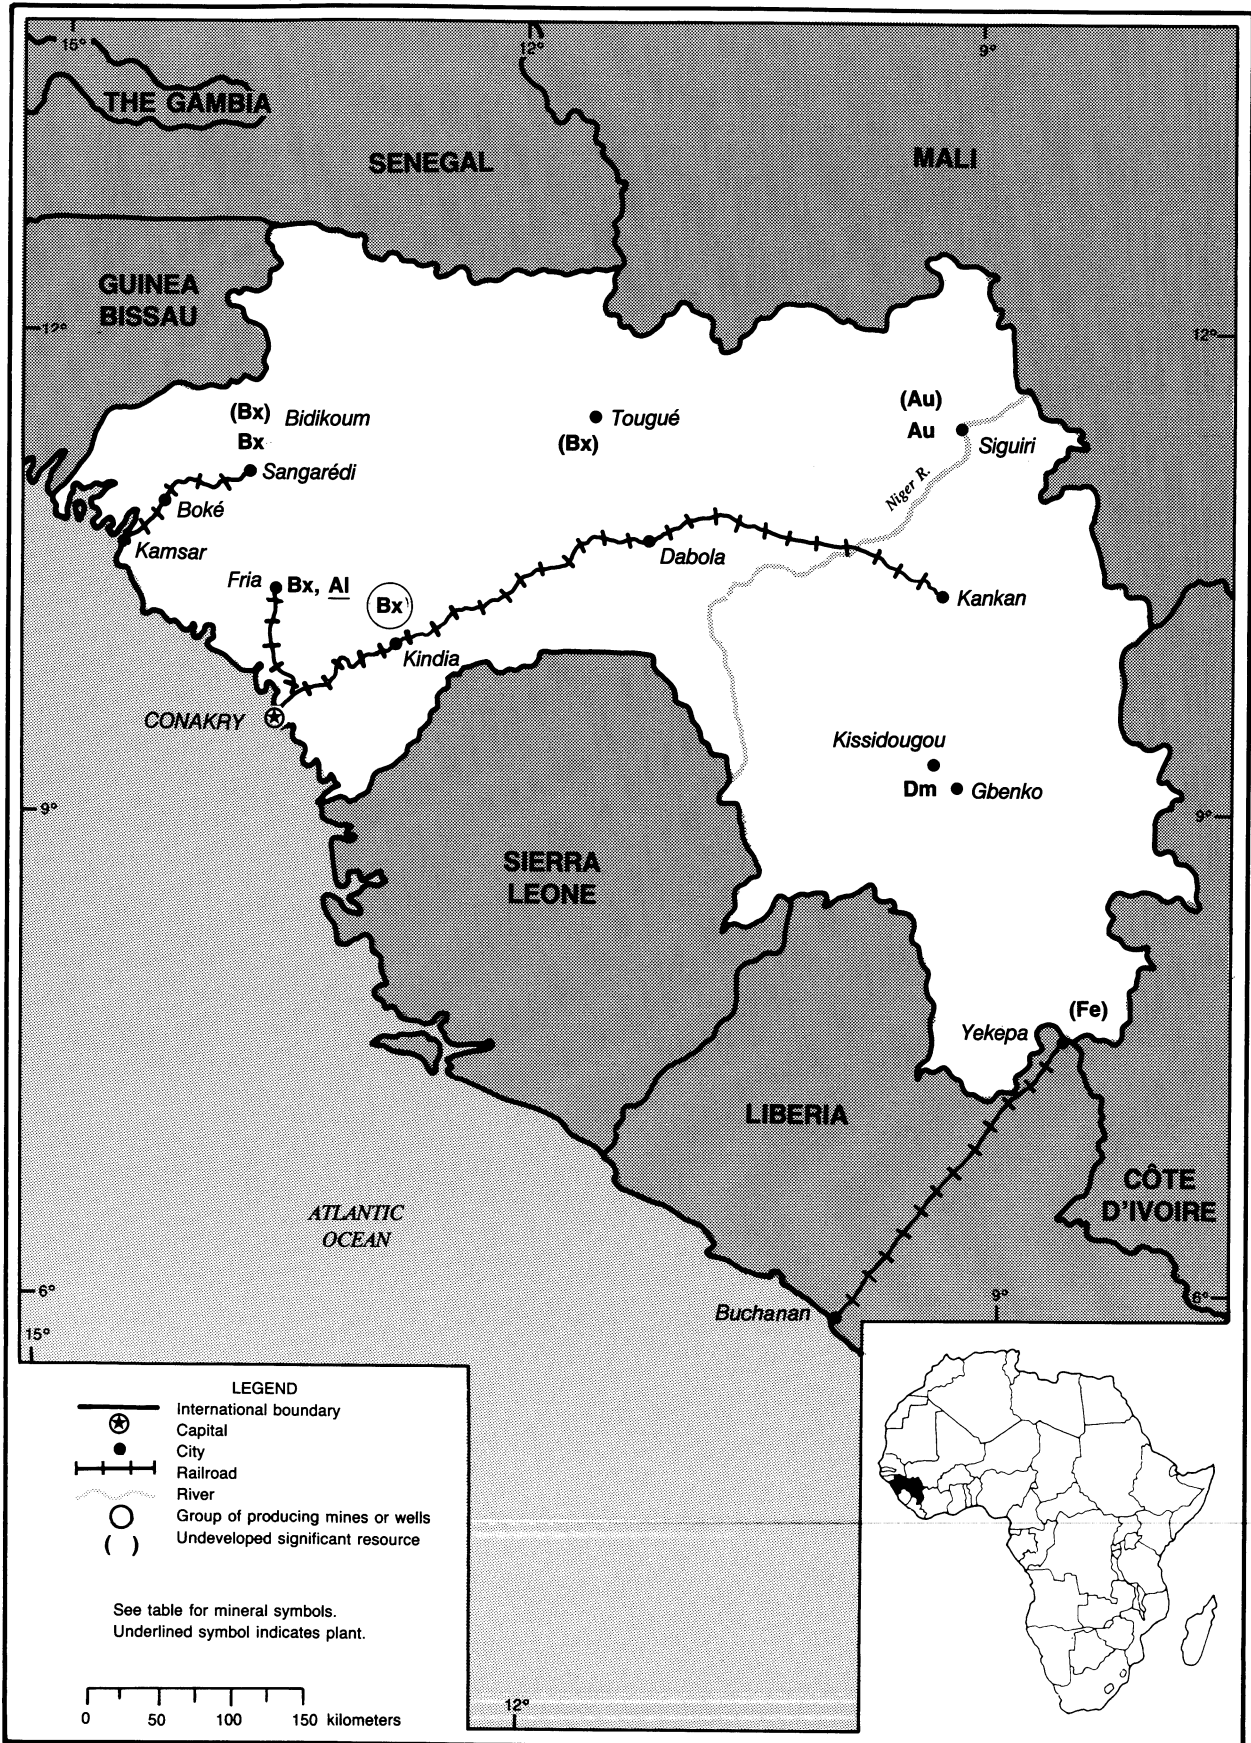 15°
12°
9°
THE GAMBIA
SENEGAL
MALI
GUINEA
BISSAU
12°
12°
(Bx) Bidikoum
Bx
Sangarédi
Boké
Kamsar
Tougué
(Bx)
(Au)
Au
Siguiri
Niger R.
Dabola
Kankan
Fria Bx, Al
Bx
Kindia
CONAKRY
Kissidougou
Dm Gbenko
9°
9°
SIERRA
LEONE
(Fe)
Yekepa
LIBERIA
CÔTE
D'IVOIRE
ATLANTIC
OCEAN
Buchanan
6°
15°
9°
6°
LEGEND
International boundary
Capital
City
Railroad
River
Group of producing mines or wells
( ) Undeveloped significant resource
See table for mineral symbols.
Underlined symbol indicates plant.
0 50 100 150 kilometers
12°